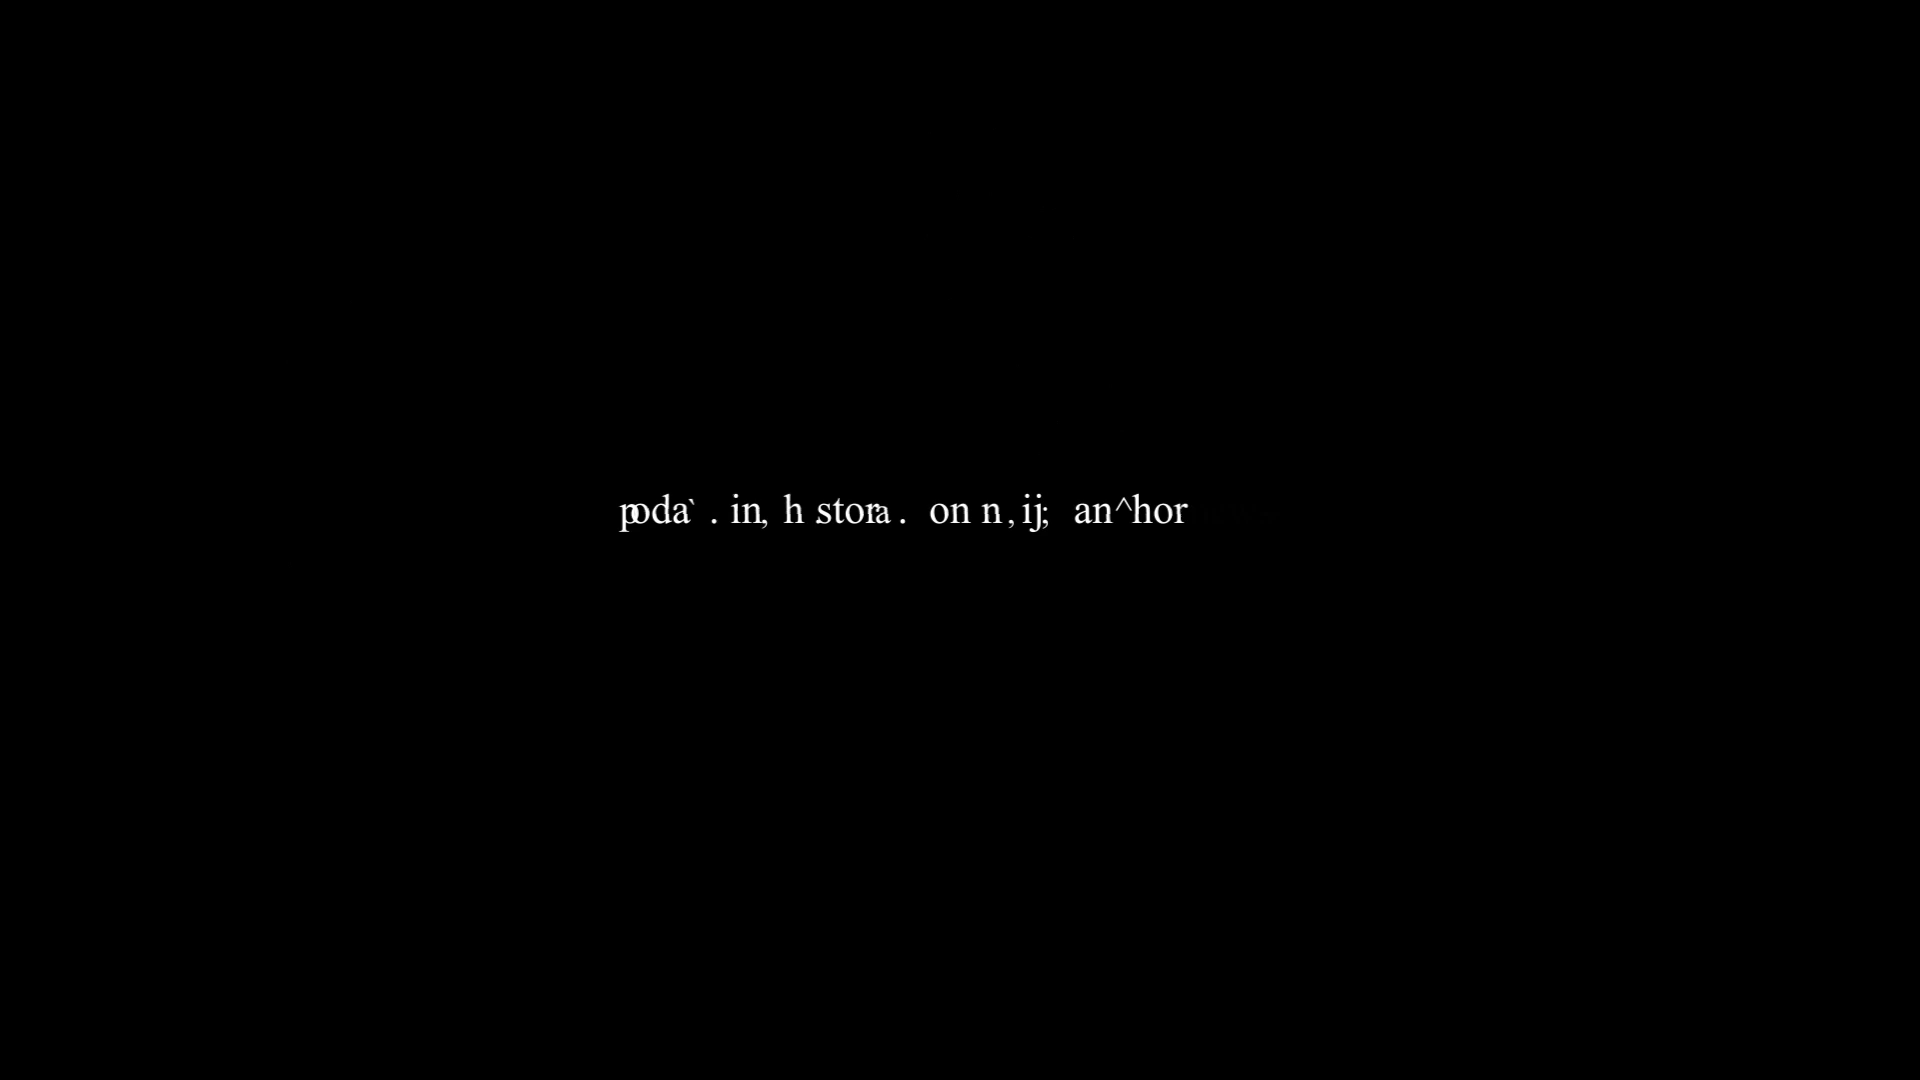 poda` . in, h stora . on n , ij; an^hor